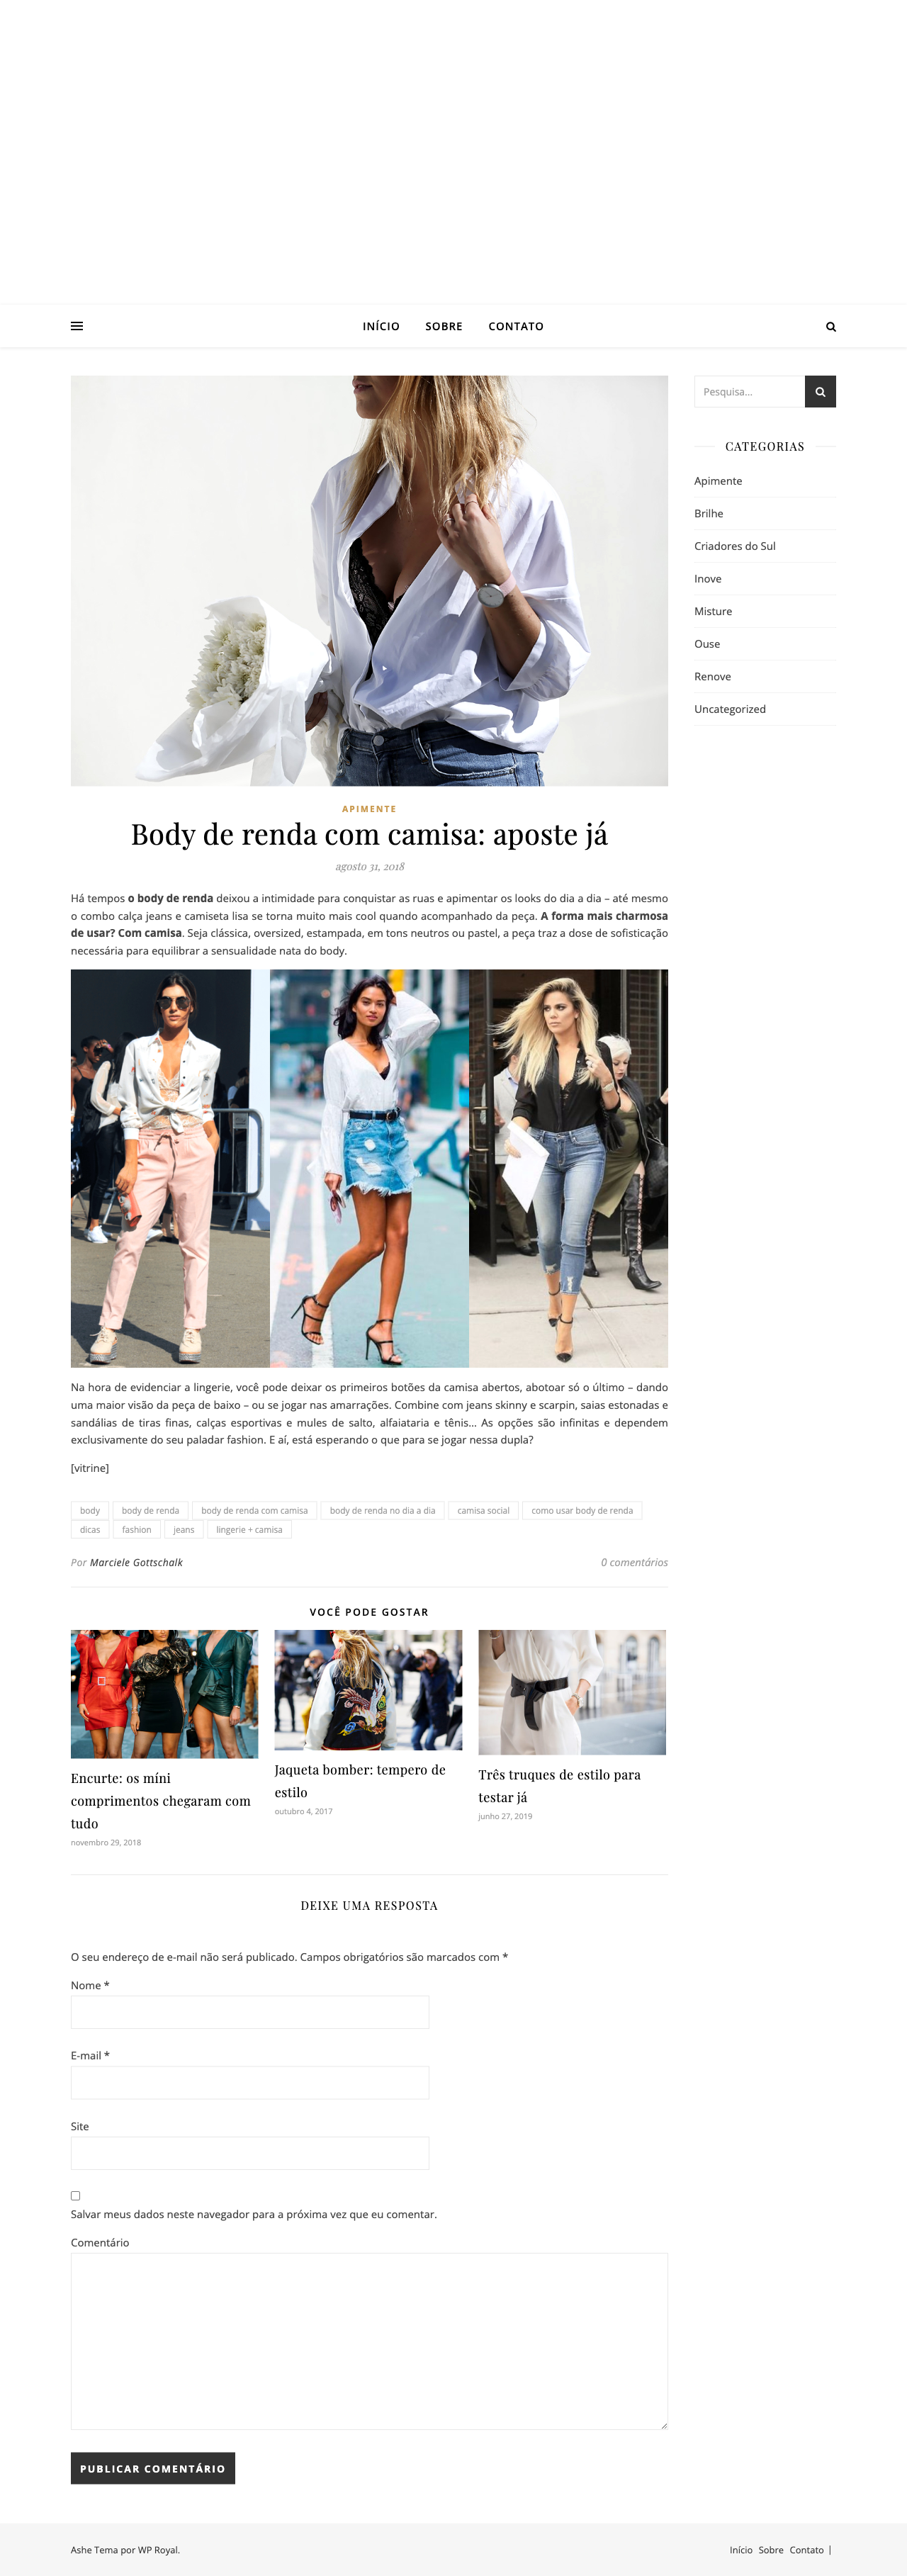 INÍCIO SOBRE CONTATO
Pesquisa...
CATEGORIAS
Apimente
Brilhe
Criadores do Sul
Inove
Misture
Ouse
Renove
Uncategorized
APIMENTE
Body de renda com camisa: aposte já
agosto 31, 2018
Há tempos o body de renda deixou a intimidade para conquistar as ruas e apimentar os looks do dia a dia – até mesmo
o combo calça jeans e camiseta lisa se torna muito mais cool quando acompanhado da peça. A forma mais charmosa
de usar? Com camisa. Seja clássica, oversized, estampada, em tons neutros ou pastel, a peça traz a dose de sofisticação
necessária para equilibrar a sensualidade nata do body.
Na hora de evidenciar a lingerie, você pode deixar os primeiros botões da camisa abertos, abotoar só o último – dando
uma maior visão da peça de baixo – ou se jogar nas amarrações. Combine com jeans skinny e scarpin, saias estonadas e
sandálias de tiras finas, calças esportivas e mules de salto, alfaiataria e tênis... As opções são infinitas e dependem
exclusivamente do seu paladar fashion. E aí, está esperando o que para se jogar nessa dupla?
[vitrine]
body body de renda body de renda com camisa body de renda no dia a dia camisa social como usar body de renda
dicas fashion jeans lingerie + camisa
Por Marciele Gottschalk
0 comentários
VOCÊ PODE GOSTAR
Encurte: os míni
comprimentos chegaram com
tudo
novembro 29, 2018
Jaqueta bomber: tempero de
estilo
outubro 4, 2017
Três truques de estilo para
testar já
junho 27, 2019
DEIXE UMA RESPOSTA
O seu endereço de e-mail não será publicado. Campos obrigatórios são marcados com *
Nome *
E-mail *
Site
Salvar meus dados neste navegador para a próxima vez que eu comentar.
Comentário
PUBLICAR COMENTÁRIO
Ashe Tema por WP Royal.
Início Sobre Contato |